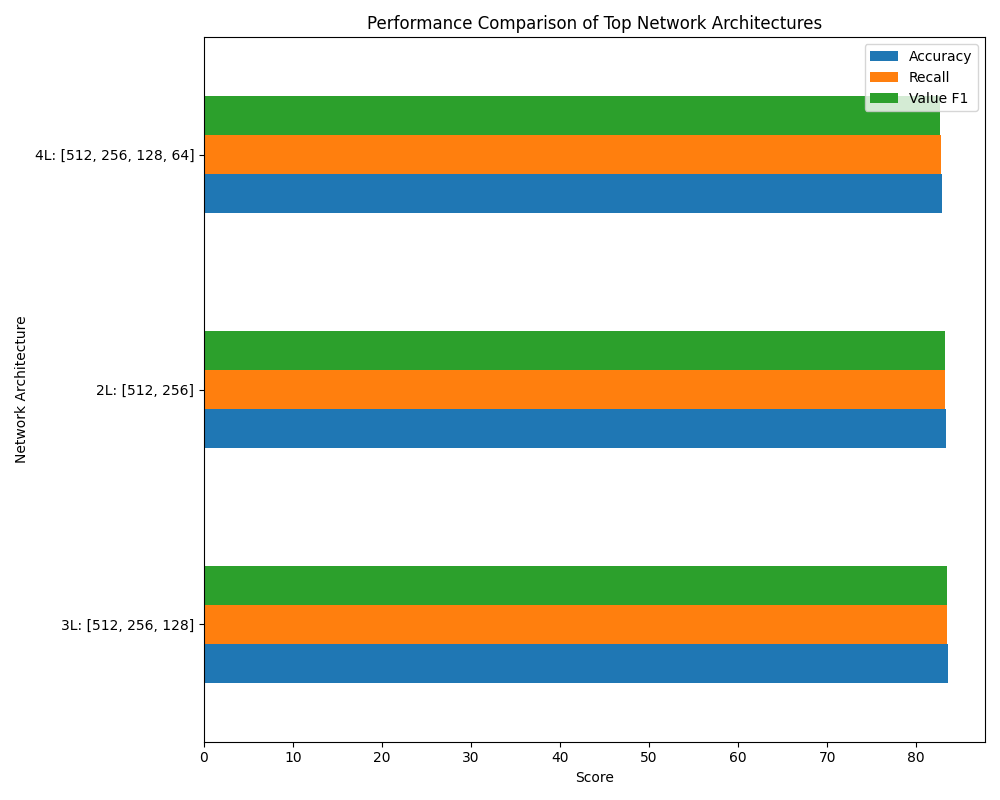 Performance Comparison of Top Network Architectures
Accuracy
Recall
Value F1
Network Architecture
4L: [512, 256, 128, 64]
2L: [512, 256]
3L: [512, 256, 128]
0 10 20 30 40 50 60 70 80
Score